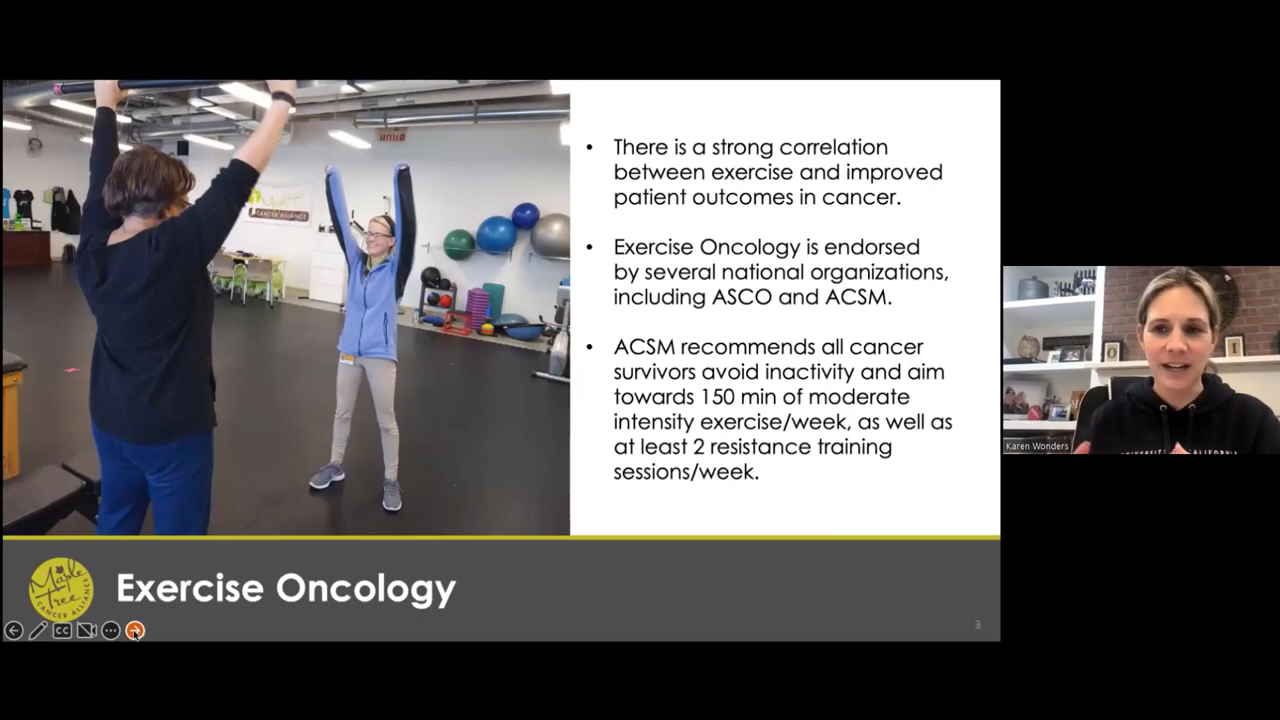 There is a strong correlation
between exercise and improved
patient outcomes in cancer.
Exercise Oncology is endorsed
by several national organizations,
including ASCO and ACSM.
ACSM recommends all cancer
survivors avoid inactivity and aim
towards 150 min of moderate
intensity exercise/week, as well as
at least 2 resistance training
sessions/week.
CANCER ALLIANCE
Maple
Tree
CANCER ALLIANCE
Exercise Oncology
3
CC
Karen Wonders